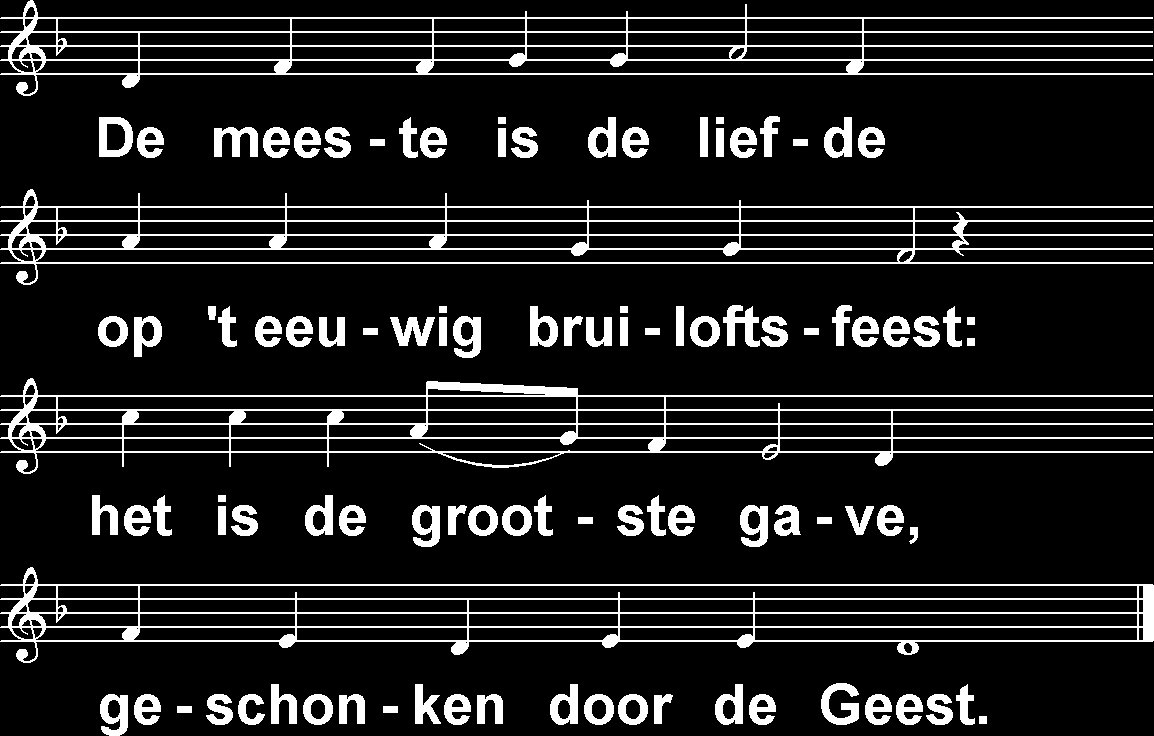 De mees - te is de lief - de
op 't eeu - wig brui - lofts - feest:
het is de groot - ste ga - ve,
ge - schon - ken door de Geest.